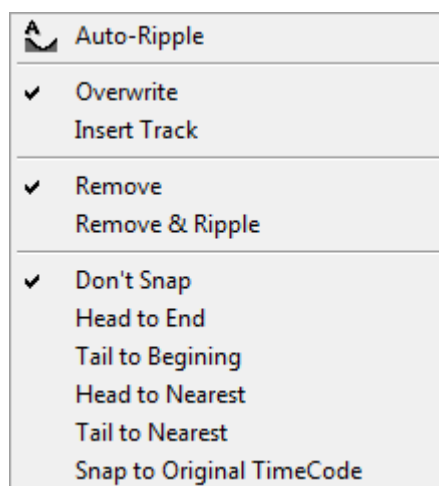 Auto-Ripple
Overwrite
Insert Track
Remove
Remove & Ripple
Don't Snap
Head to End
Tail to Begining
Head to Nearest
Tail to Nearest
Snap to Original TimeCode